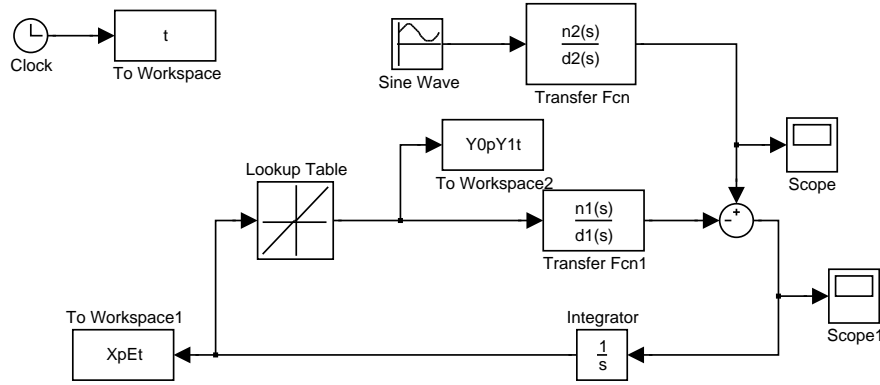 t
Clock
To Workspace
Sine Wave
n2(s)
d2(s)
Transfer Fcn
Scope
Y0pY1t
To Workspace2
Lookup Table
n1(s)
d1(s)
Transfer Fcn1
-
+
Scope1
To Workspace1
XpEt
Integrator
1
s